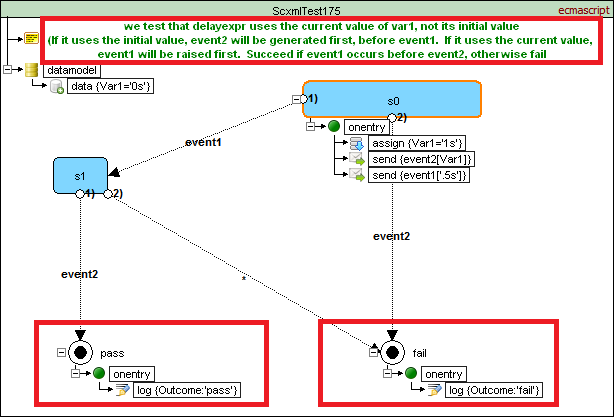 ScxmlTest175
ecmascript
we test that delayexpr uses the current value of var1, not its initial value
(If it uses the initial value, event2 will be generated first, before event1. If it uses the current value,
event1 will be raised first. Succeed if event1 occurs before event2, otherwise fail
datamodel
data {Var1='0s'}
s0
1)
2)
onentry
assign {Var1='1s'}
send {event2[Var1]}
send {event1['.5s']}
event1
s1
1)
2)
event2
event2
*
pass
onentry
log {Outcome:'pass'}
fail
onentry
log {Outcome:'fail'}